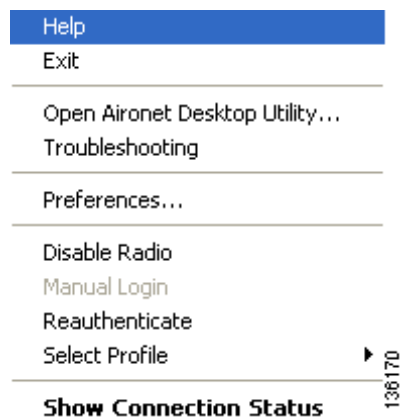 Help
Exit
Open Aironet Desktop Utility...
Troubleshooting
Preferences...
Disable Radio
Manual Login
Reauthenticate
Select Profile
Show Connection Status
136170